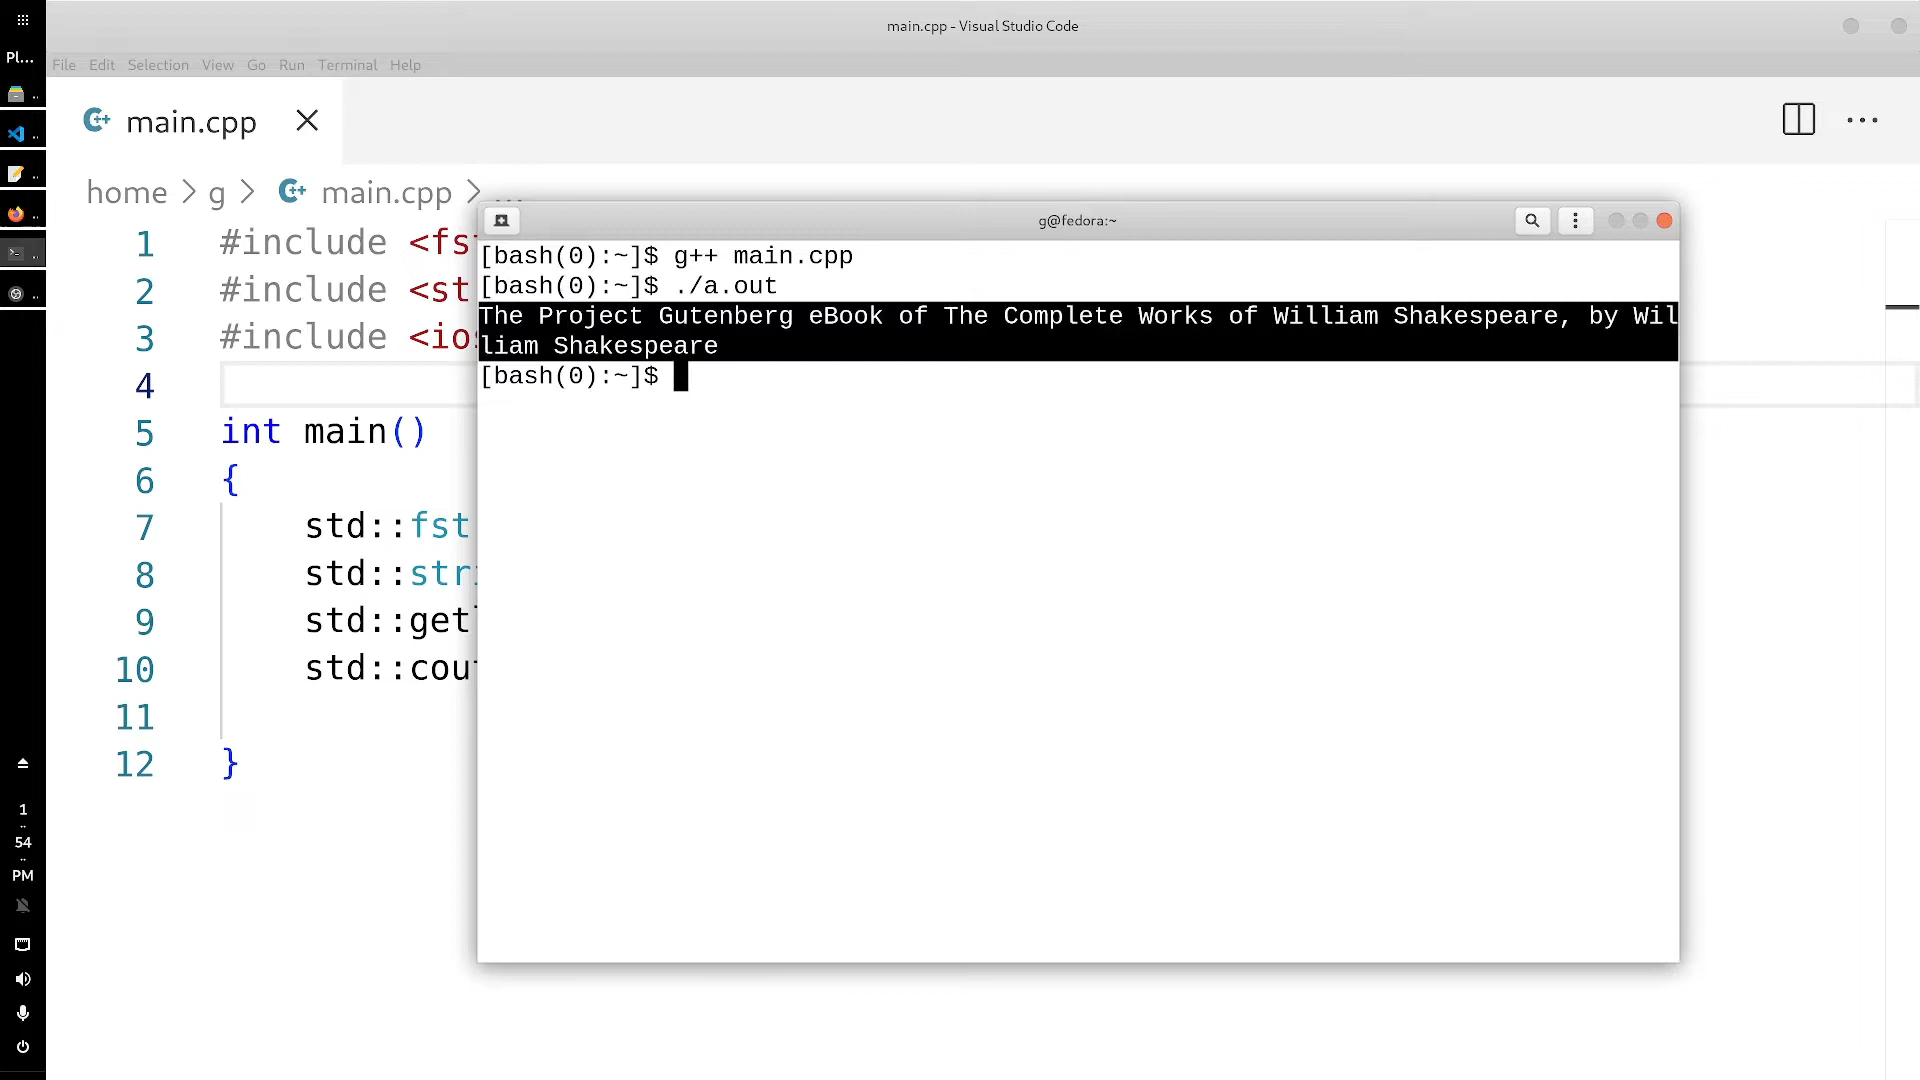 main.cpp - Visual Studio Code
Pl...
File Edit Selection View Go Run Terminal Help
main.cpp
home > g > main.cpp > ...
g@fedora:~
[bash(0):~]$ g++ main.cpp
[bash(0):~]$ ./a.out
The Project Gutenberg eBook of The Complete Works of William Shakespeare, by Wil
liam Shakespeare
[bash(0):~]$
1 #include <fs
2 #include <st
3 #include <io
4
5 int main()
6 {
7 std::fst
8 std::stri
9 std::get
10 std::cou
11
12 }
1
54
PM